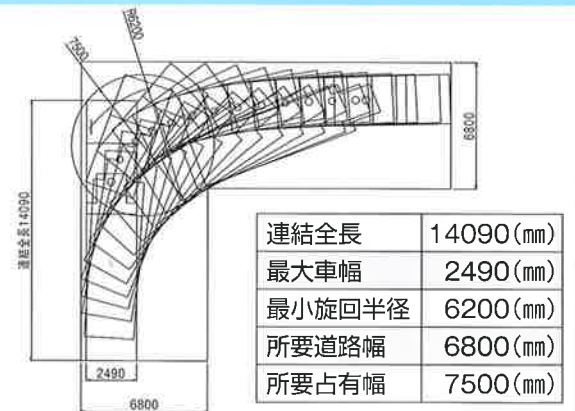 7500
R6200
6800
連結全長14090
2490
6800
連結全長 14090(㎜)
最大車幅 2490(㎜)
最小旋回半径 6200(㎜)
所要道路幅 6800(㎜)
所要占有幅 7500(㎜)